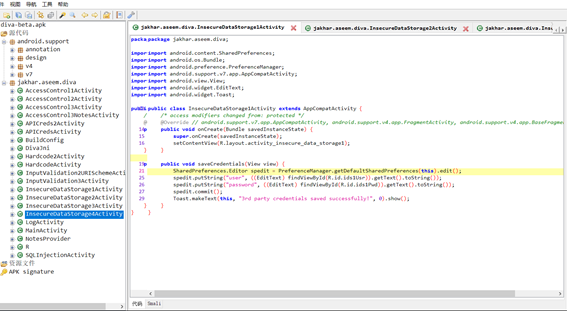 件 视图 导航 工具 帮助
diva-beta.apk
源代码
android.support
annotation
design
v4
v7
jakhar.aseem.diva
AccessControl1Activity
AccessControl2Activity
AccessControl3Activity
AccessControl3NotesActivity
APICreds2Activity
APICredsActivity
BuildConfig
DivaJni
Hardcode2Activity
HardcodeActivity
InputValidation2URISchemeActi
InputValidation3Activity
InsecureDataStorage1Activity
InsecureDataStorage2Activity
InsecureDataStorage3Activity
InsecureDataStorage4Activity
LogActivity
MainActivity
NotesProvider
R
SQLInjectionActivity
资源文件
APK signature
jakhar.aseem.diva.InsecureDataStorage1Activity
jakhar.aseem.diva.InsecureDataStorage2Activity
jakhar.aseem.diva.Inse
package jakhar.aseem.diva;
import android.content.SharedPreferences;
import android.os.Bundle;
import android.preference.PreferenceManager;
import android.support.v7.app.AppCompatActivity;
import android.view.View;
import android.widget.EditText;
import android.widget.Toast;
public class InsecureDataStorage1Activity extends AppCompatActivity {
/* access modifiers changed from: protected */
@Override // android.support.v7.app.AppCompatActivity, android.support.v4.app.FragmentActivity, android.support.v4.app.BaseFragme
public void onCreate(Bundle savedInstanceState) {
super.onCreate(savedInstanceState);
setContentView(R.layout.activity_insecure_data_storage1);
}
public void saveCredentials(View view) {
21 SharedPreferences.Editor spedit = PreferenceManager.getDefaultSharedPreferences(this).edit();
spedit.putString("user", ((EditText) findViewById(R.id.ids1Usr)).getText().toString());
spedit.putString("password", ((EditText) findViewById(R.id.ids1Pwd)).getText().toString());
spedit.commit();
29 Toast.makeText(this, "3rd party credentials saved successfully!", 0).show();
}
}
代码 Smali